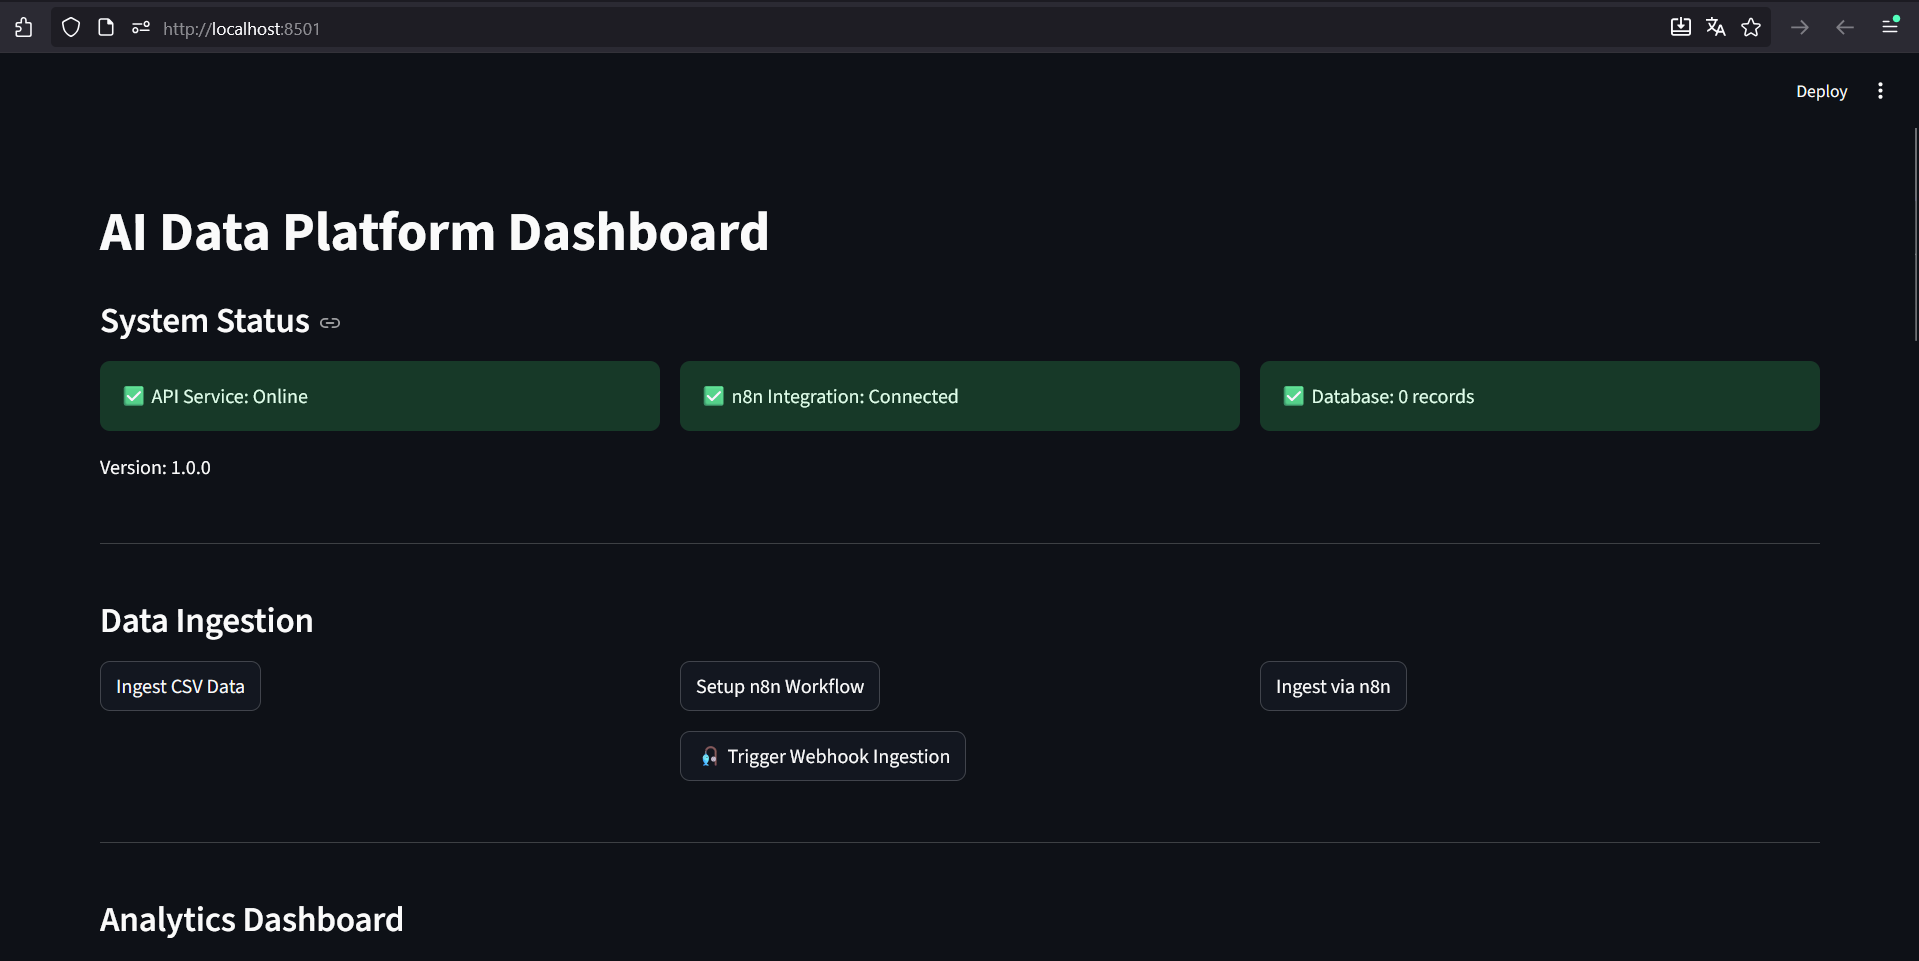 http://localhost:8501
Deploy
AI Data Platform Dashboard
System Status
✅ API Service: Online
✅ n8n Integration: Connected
✅ Database: 0 records
Version: 1.0.0
Data Ingestion
Ingest CSV Data
Setup n8n Workflow
Ingest via n8n
🎣 Trigger Webhook Ingestion
Analytics Dashboard